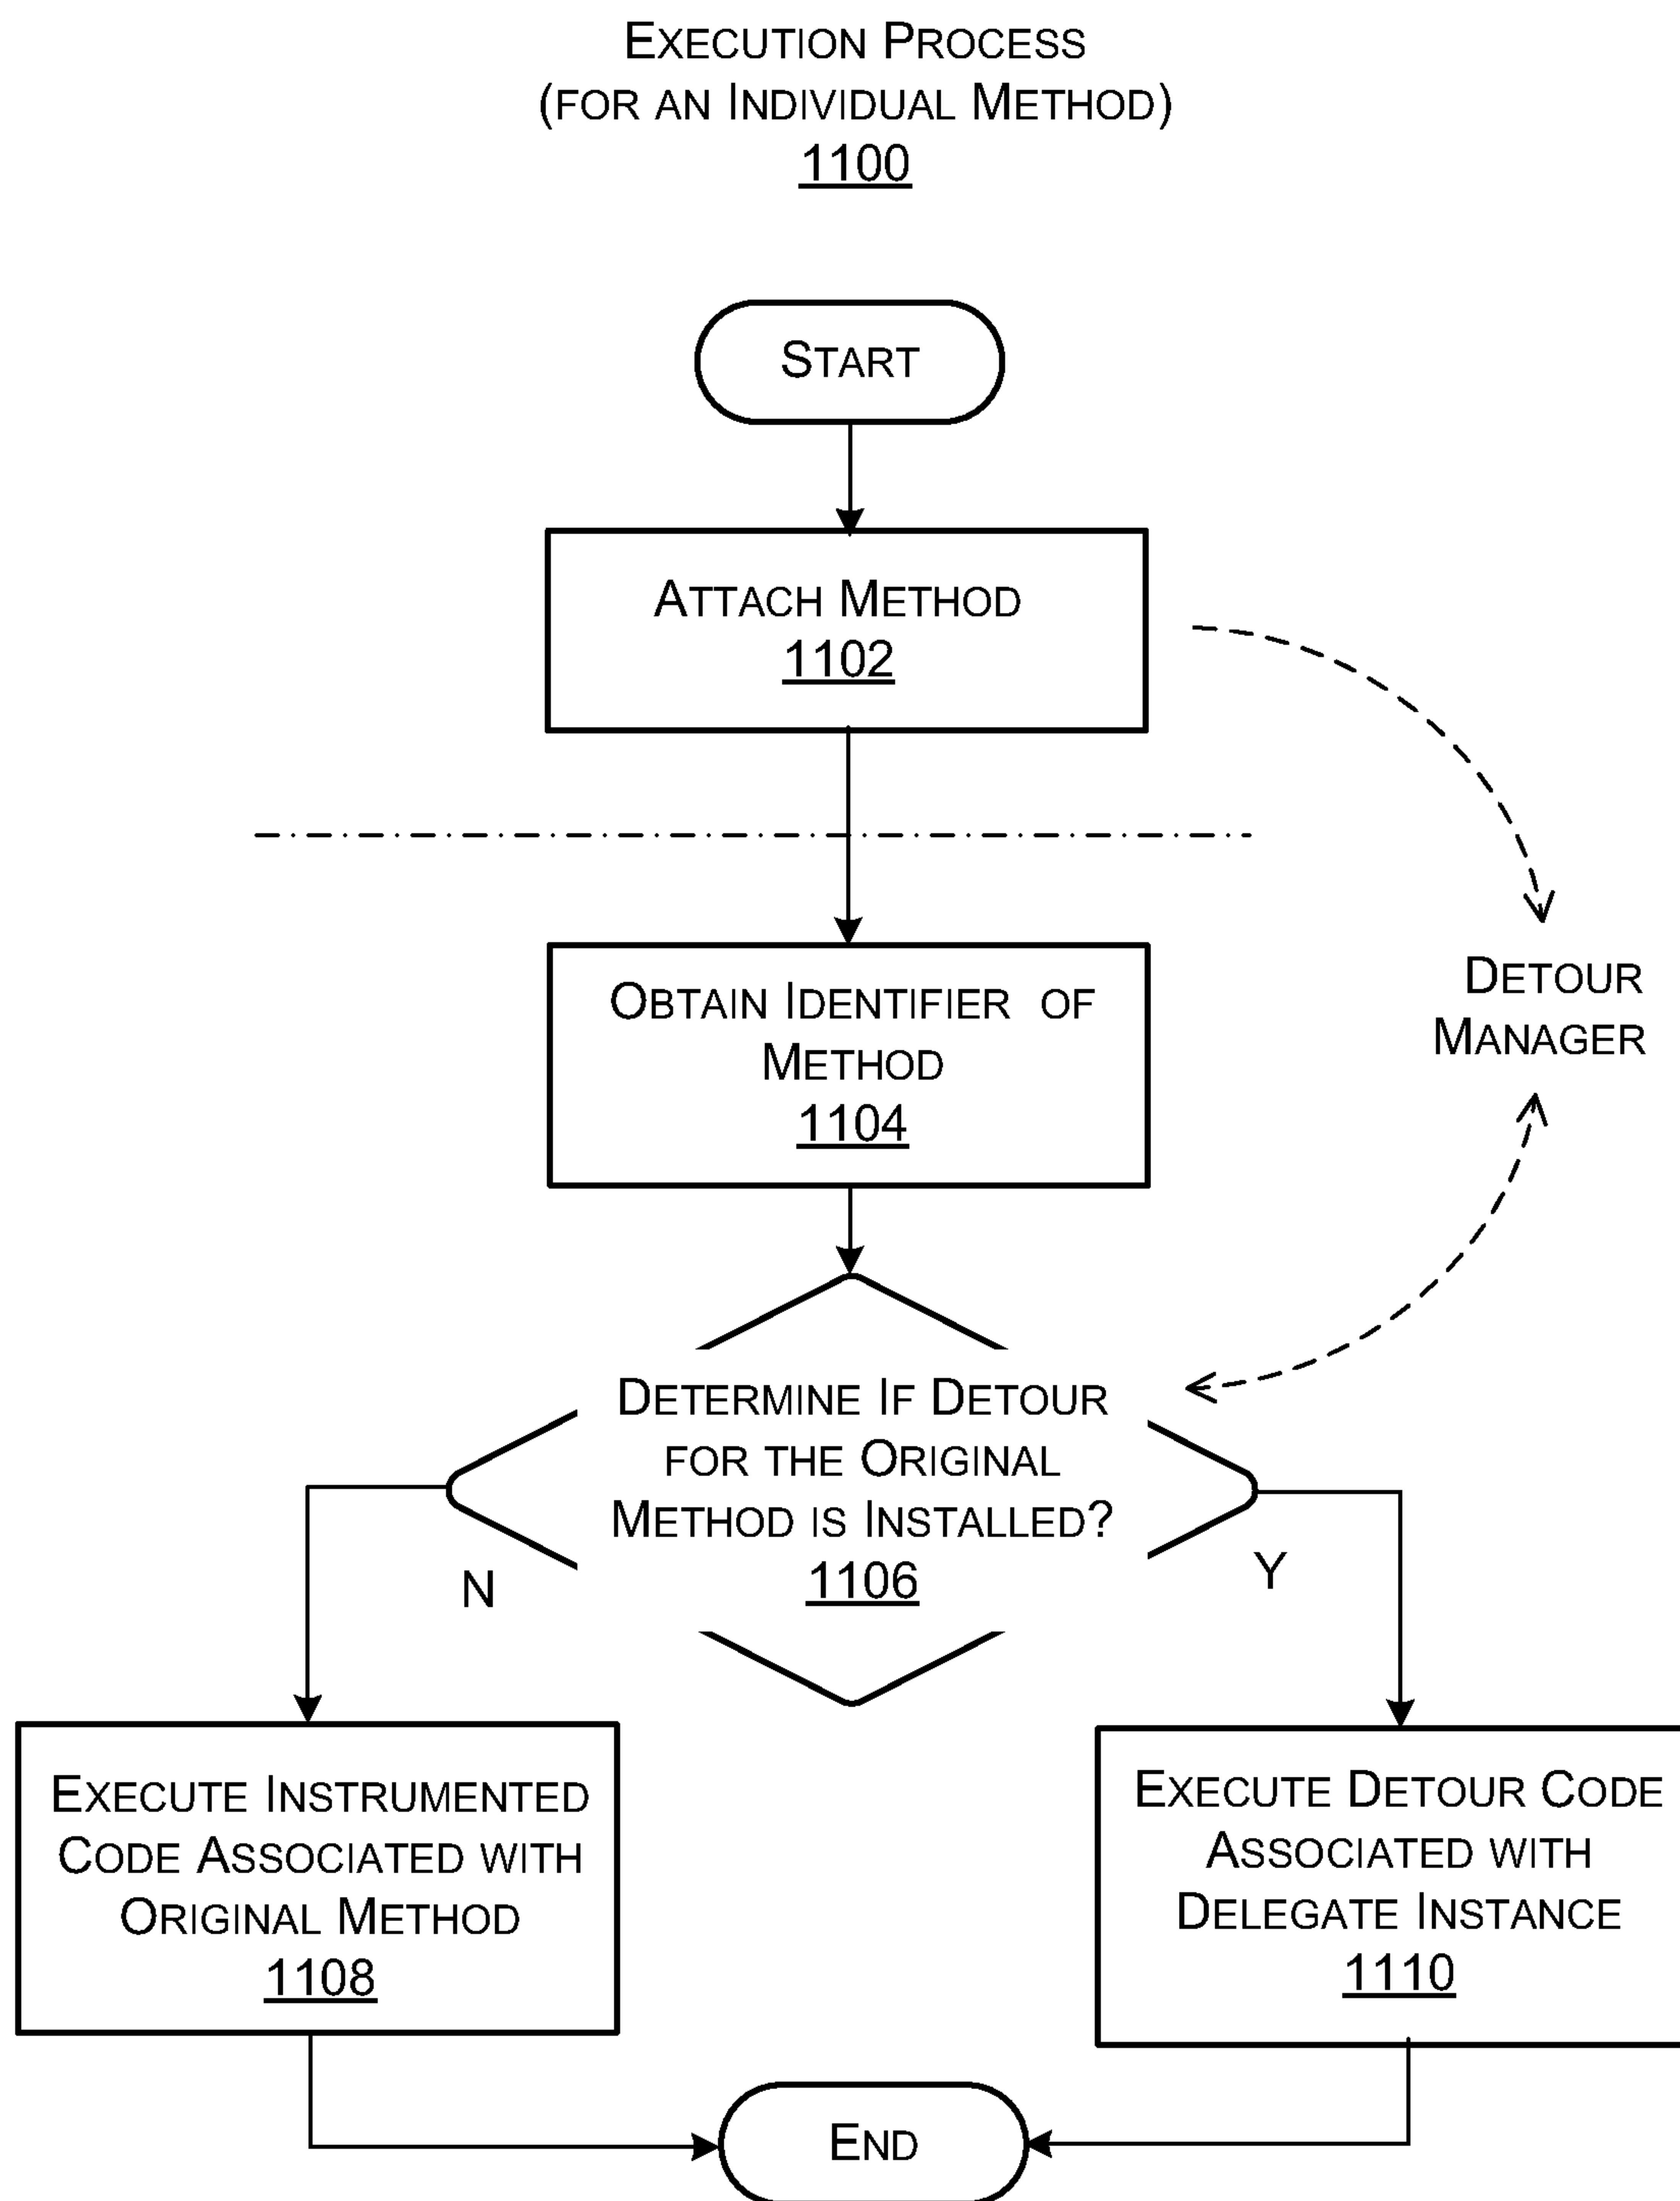 EXECUTION PROCESS
(FOR AN INDIVIDUAL METHOD)
1100
START
ATTACH METHOD
1102
OBTAIN IDENTIFIER OF
METHOD
1104
DETOUR
MANAGER
DETERMINE IF DETOUR
FOR THE ORIGINAL
METHOD IS INSTALLED?
1106
N
Y
EXECUTE INSTRUMENTED
CODE ASSOCIATED WITH
ORIGINAL METHOD
1108
EXECUTE DETOUR CODE
ASSOCIATED WITH
DELEGATE INSTANCE
1110
END